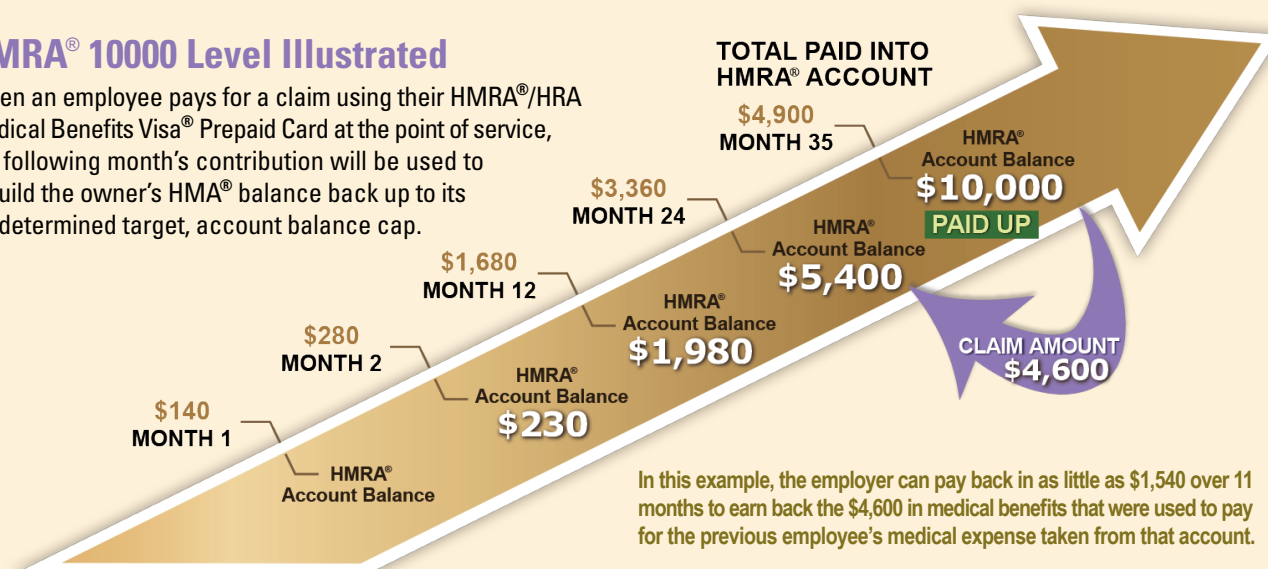 MRA® 10000 Level Illustrated
en an employee pays for a claim using their HMRA®/HRA
dical Benefits Visa® Prepaid Card at the point of service,
following month's contribution will be used to
uild the owner's HMA® balance back up to its
determined target, account balance cap.
TOTAL PAID INTO
HMRA® ACCOUNT
$4,900
MONTH 35
HMRA®
Account Balance
$10,000
PAID UP
$3,360
MONTH 24
HMRA®
Account Balance
$5,400
$1,680
MONTH 12
HMRA®
Account Balance
$1,980
$280
MONTH 2
HMRA®
Account Balance
$230
$140
MONTH 1
HMRA®
Account Balance
CLAIM AMOUNT
$4,600
In this example, the employer can pay back in as little as $1,540 over 11
months to earn back the $4,600 in medical benefits that were used to pay
for the previous employee's medical expense taken from that account.